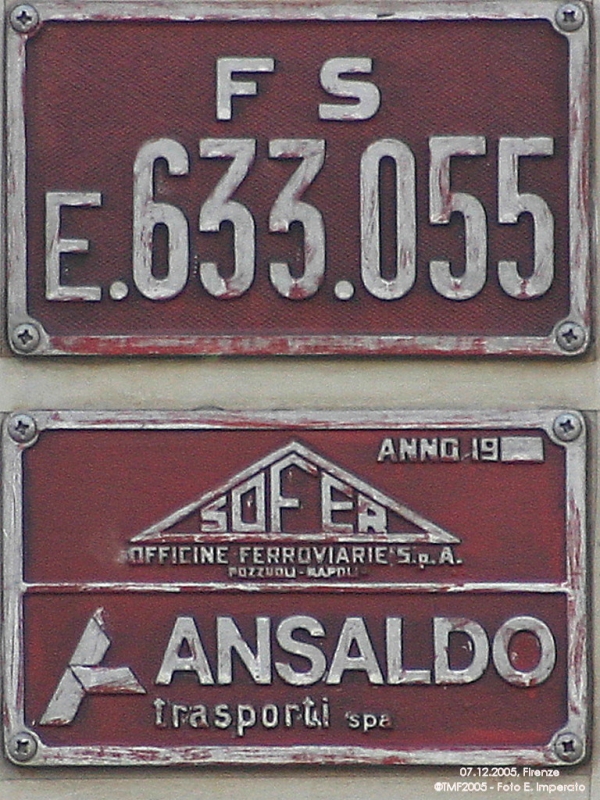 F S
E.633.055
ANNO 19
SOFER
OFFICINE FERROVIARIE S.p.A.
POZZUOLI - NAPOLI
ANSALDO
trasporti spa
07.12.2005, Firenze
©TMF2005 - Foto E. Imperato